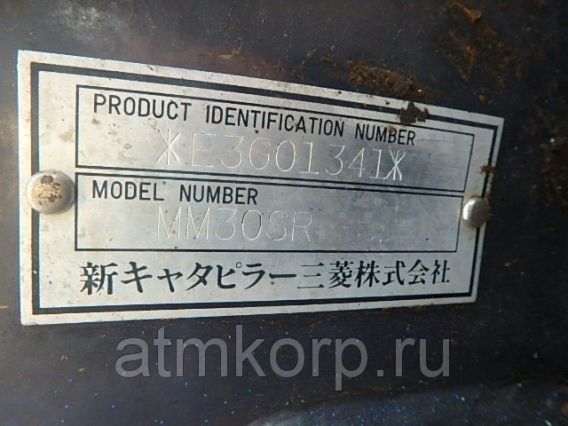 PRODUCT IDENTIFICATION NUMBER
*E3G01341*
MODEL NUMBER
MM30SR
新キャタピラー三菱株式会社
atmkorp.ru